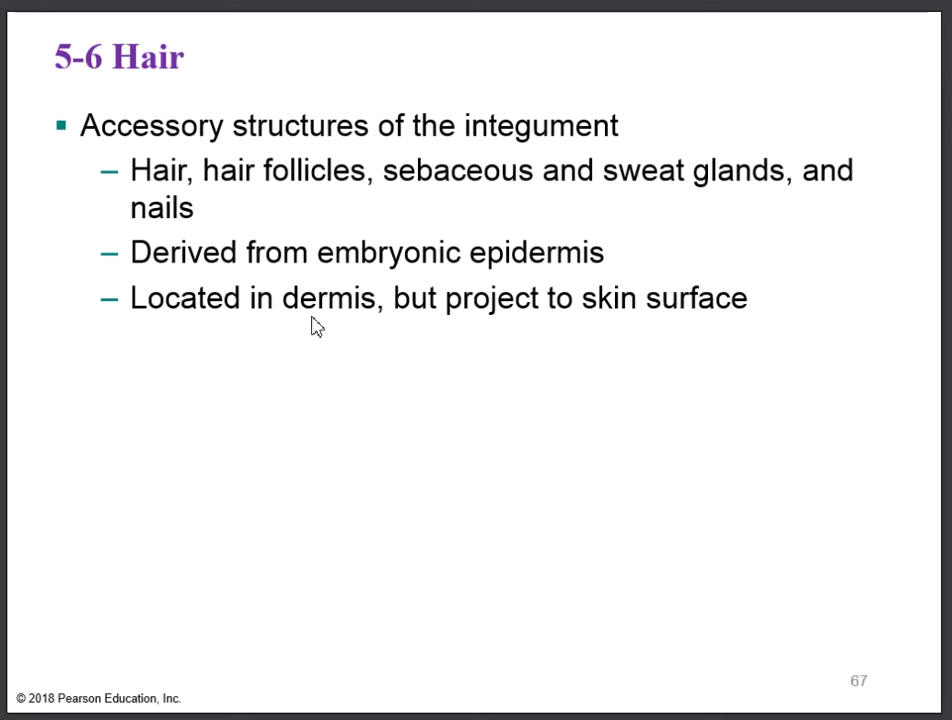 5-6 Hair
▪ Accessory structures of the integument
– Hair, hair follicles, sebaceous and sweat glands, and
nails
– Derived from embryonic epidermis
– Located in dermis, but project to skin surface
67
© 2018 Pearson Education, Inc.